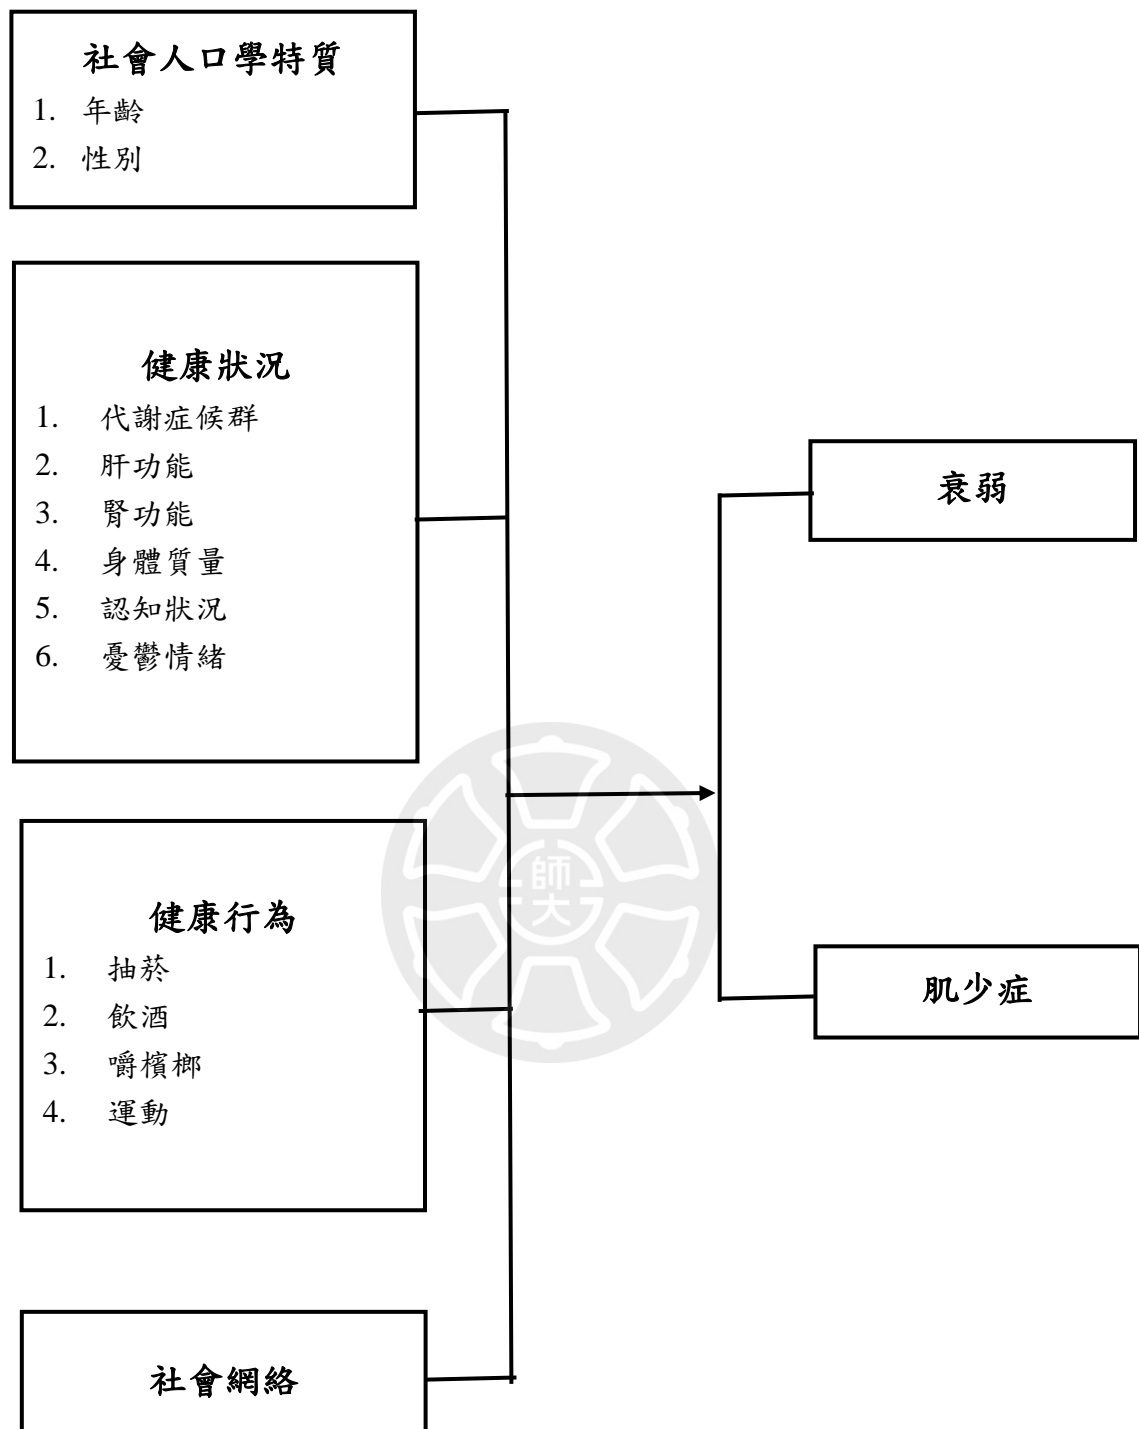 社會人口學特質
1. 年齡
2. 性別
健康狀況
1. 代謝症候群
2. 肝功能
3. 腎功能
4. 身體質量
5. 認知狀況
6. 憂鬱情緒
衰弱
師大
健康行為
1. 抽菸
2. 飲酒
3. 嚼檳榔
4. 運動
肌少症
社會網絡